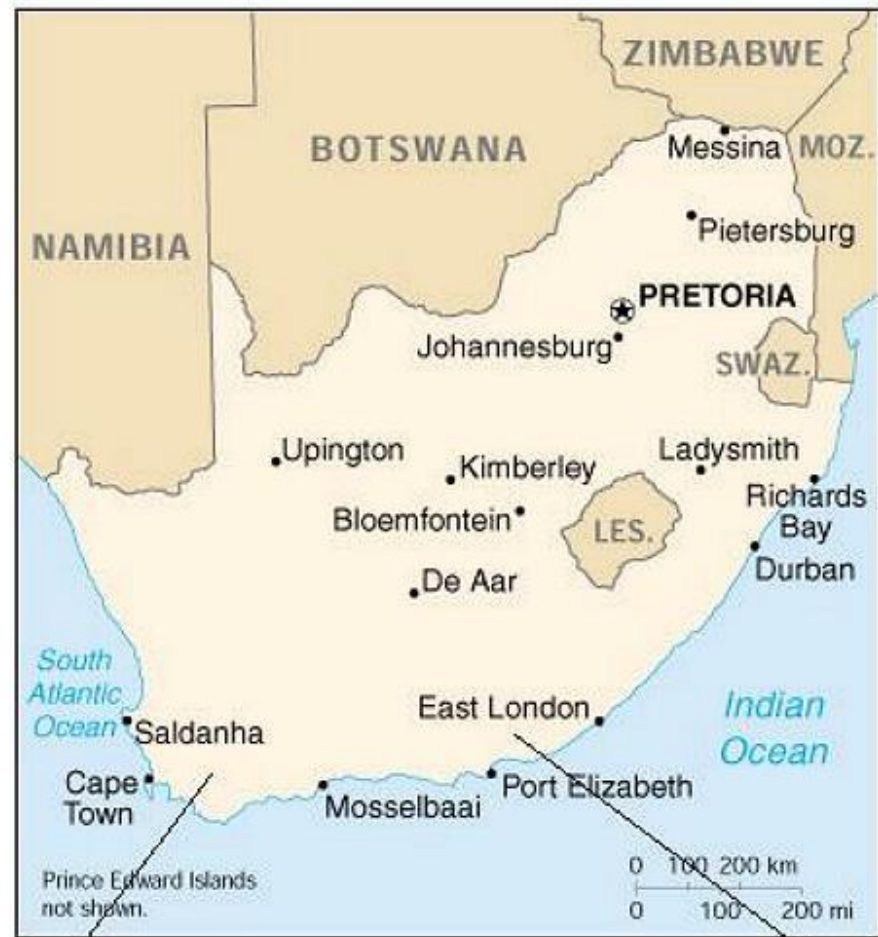 ZIMBABWE
BOTSWANA
Messina
MOZ.
NAMIBIA
Pietersburg
PRETORIA
Johannesburg
SWAZ.
Upington
Kimberley
Ladysmith
Richards
Bay
Bloemfontein
LES.
Durban
De Aar
South
Atlantic
Ocean
Saldanha
East London
Indian
Ocean
Cape
Town
Mosselbaai
Port Elizabeth
Prince Edward Islands
not shown.
0 100 200 km
0 100 200 mi